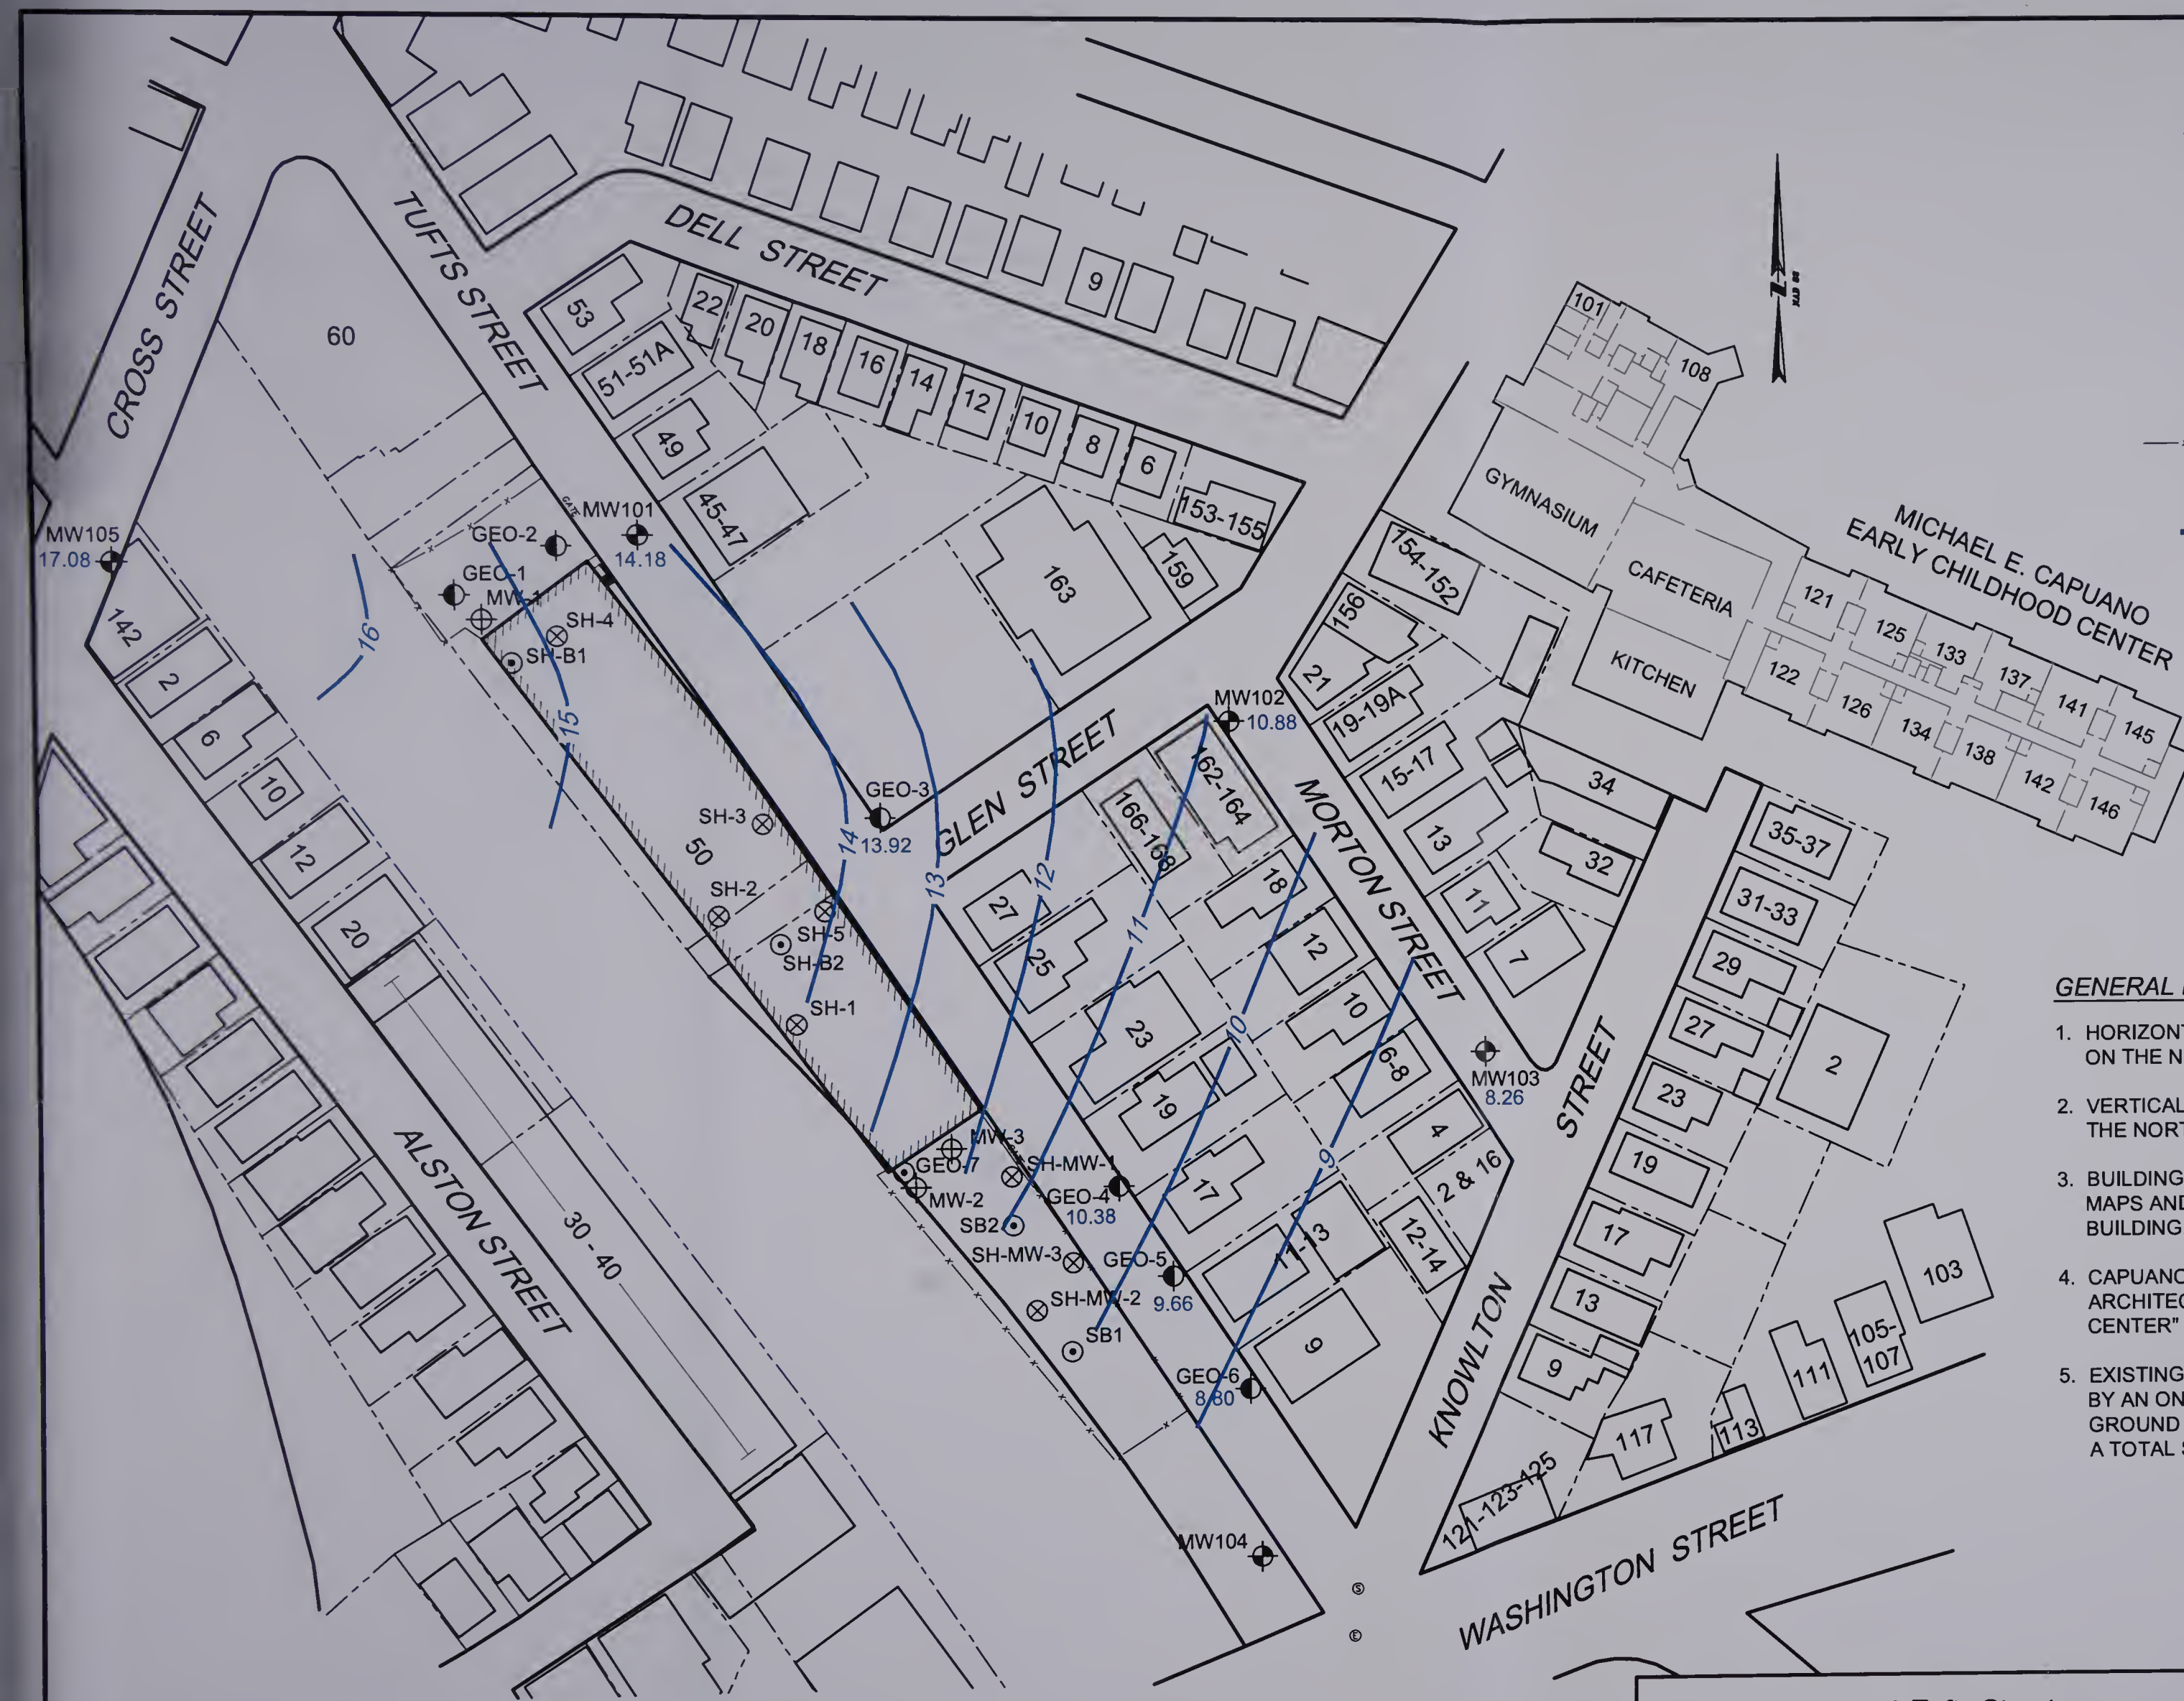 CROSS STREET
TUFTS STREET
DELL STREET
60
53
51-51A
49
45-47
22
20
18
16
14
12
10
8
6
153-155
9
159
163
101
108
GYMNASIUM
CAFETERIA
KITCHEN
MICHAEL E. CAPUANO
EARLY CHILDHOOD CENTER
121
125
133
137
141
145
122
126
134
138
142
146
MW105
17.08
GEO-2
MW101
14.18
GEO-1
MW-1
GATE
SH-4
SH-B1
16
15
142
2
6
10
12
20
30 - 40
ALSTON STREET
50
SH-3
SH-2
SH-5
SH-B2
SH-1
GEO-3
13.92
14
13
12
11
10
9
GLEN STREET
MW102
10.88
162-164
166-168
MORTON STREET
154-152
156
21
19-19A
15-17
13
11
7
34
32
27
25
23
19
17
11-13
9
18
12
10
6-8
4
2 & 16
12-14
MW103
8.26
MW-3
GEO-7
MW-2
SH-MW-1
GEO-4
10.38
SB2
SH-MW-3
GEO-5
9.66
SH-MW-2
SB1
GEO-6
8.80
MW104
KNOWLTON STREET
35-37
31-33
29
27
23
19
17
13
9
2
103
105-
107
111
113
117
121-123-125
WASHINGTON STREET
S
E
GENERAL
1. HORIZON
ON THE N
2. VERTICAL
THE NORT
3. BUILDING
MAPS AND
BUILDING
4. CAPUANO
ARCHITEC
CENTER"
5. EXISTING
BY AN ON
GROUND
A TOTAL